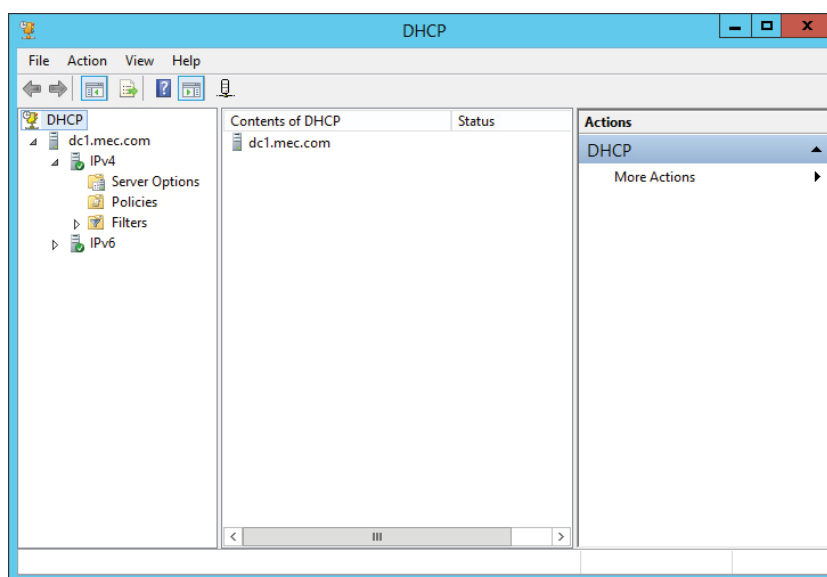 DHCP
File Action View Help
DHCP
dc1.mec.com
IPv4
Server Options
Policies
Filters
IPv6
Contents of DHCP Status
dc1.mec.com
Actions
DHCP
More Actions